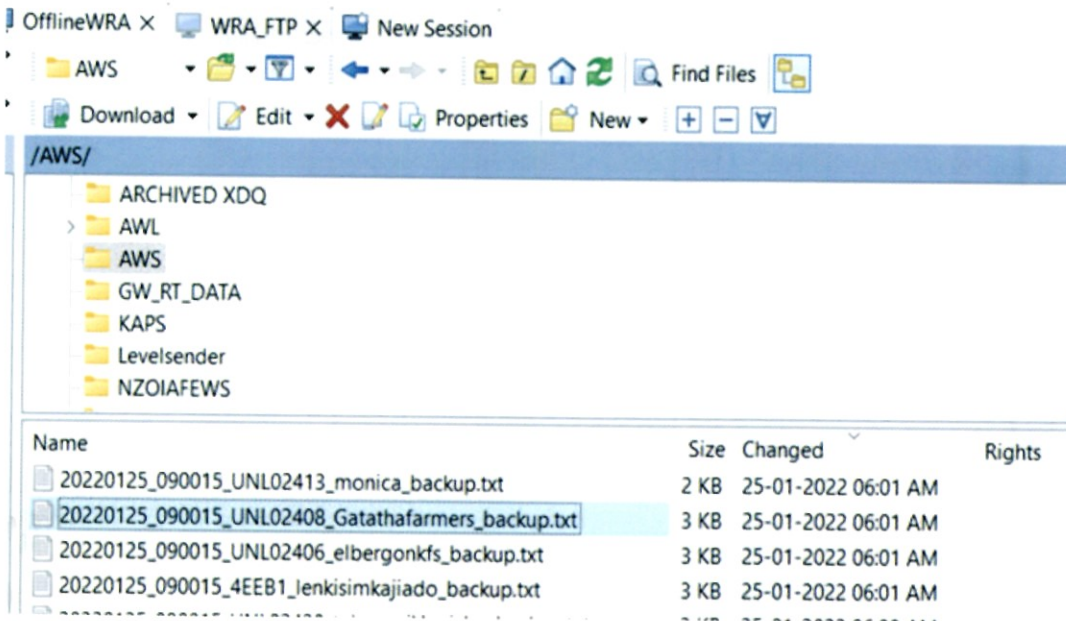 OfflineWRA × WRA_FTP × New Session
AWS Find Files
Download Edit Properties New
/AWS/
ARCHIVED XDQ
AWL
AWS
GW_RT_DATA
KAPS
Levelsender
NZOIAFEWS
Name Size Changed Rights
20220125_090015_UNL02413_monica_backup.txt 2 KB 25-01-2022 06:01 AM
20220125_090015_UNL02408_Gatathafarmers_backup.txt 3 KB 25-01-2022 06:01 AM
20220125_090015_UNL02406_elbergonkfs_backup.txt 3 KB 25-01-2022 06:01 AM
20220125_090015_4EEB1_lenkisimkajiado_backup.txt 3 KB 25-01-2022 06:01 AM